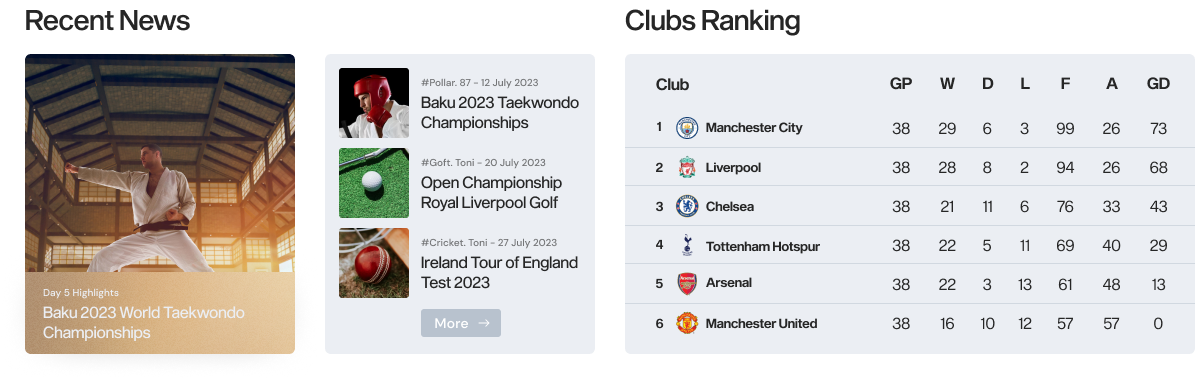 Recent News
Day 5 Highlights
Baku 2023 World Taekwondo
Championships
#Pollar. 87 - 12 July 2023
Baku 2023 Taekwondo
Championships
#Goft. Toni - 20 July 2023
Open Championship
Royal Liverpool Golf
#Cricket. Toni - 27 July 2023
Ireland Tour of England
Test 2023
More →
Clubs Ranking
Club GP W D L F A GD
1 Manchester City 38 29 6 3 99 26 73
2 Liverpool 38 28 8 2 94 26 68
3 Chelsea 38 21 11 6 76 33 43
4 Tottenham Hotspur 38 22 5 11 69 40 29
5 Arsenal 38 22 3 13 61 48 13
6 Manchester United 38 16 10 12 57 57 0